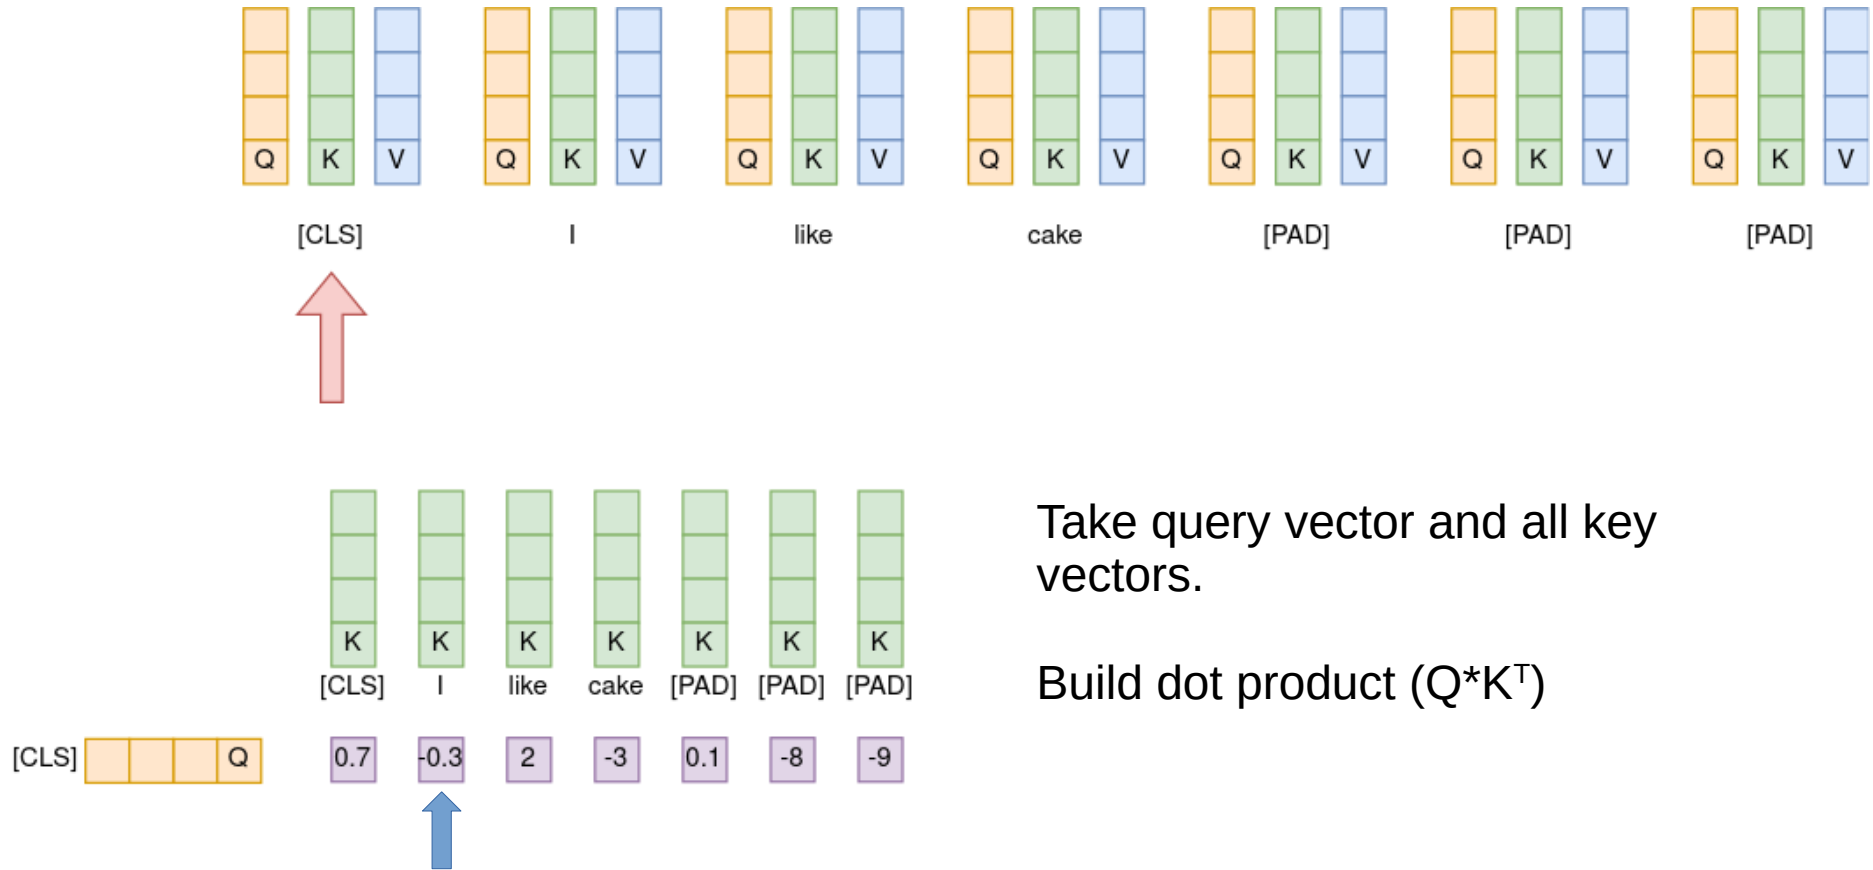 Q K V Q K V Q K V Q K V Q K V Q K V Q K V
[CLS] I like cake [PAD] [PAD] [PAD]
K K K K K K K
[CLS] I like cake [PAD] [PAD] [PAD]
[CLS] Q 0.7 -0.3 2 -3 0.1 -8 -9
Take query vector and all key
vectors.
Build dot product (Q*Kᵀ)